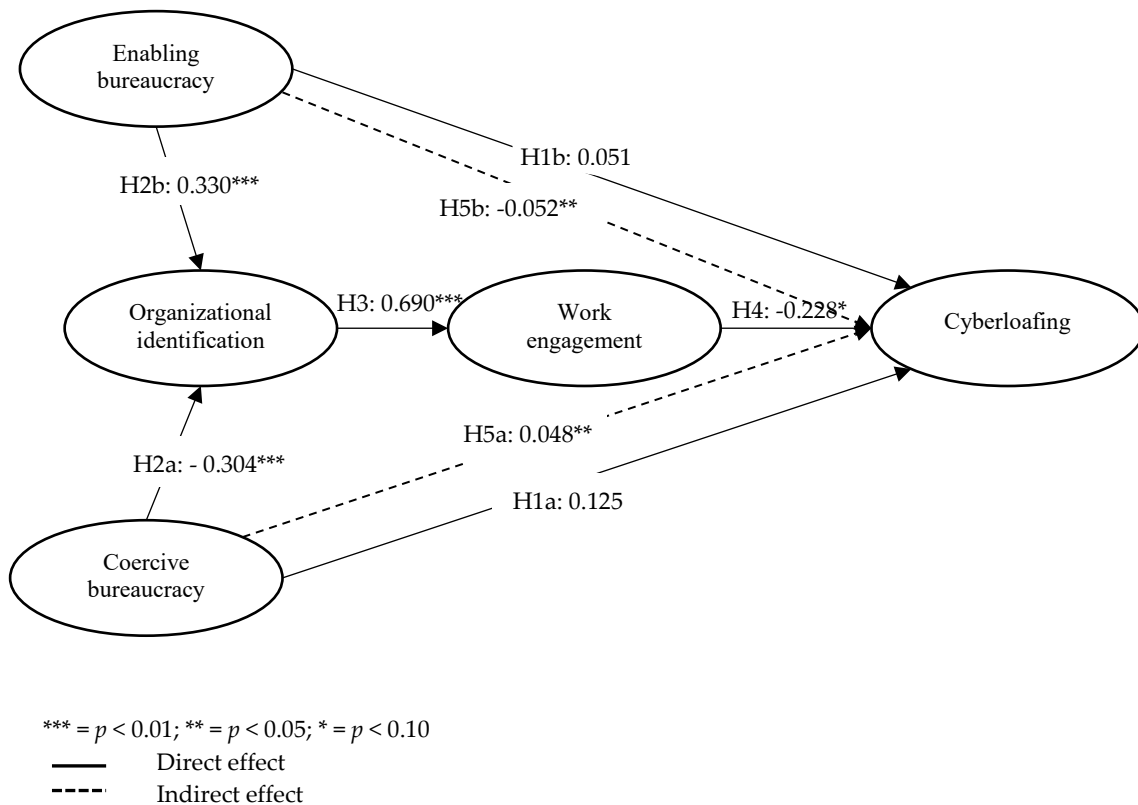 Enabling
bureaucracy
H1b: 0.051
H2b: 0.330***
H5b: -0.052**
Organizational
identification
H3: 0.690***
Work
engagement
H4: -0.228*
Cyberloafing
H5a: 0.048**
H2a: - 0.304***
H1a: 0.125
Coercive
bureaucracy
*** = p < 0.01; ** = p < 0.05; * = p < 0.10
Direct effect
Indirect effect